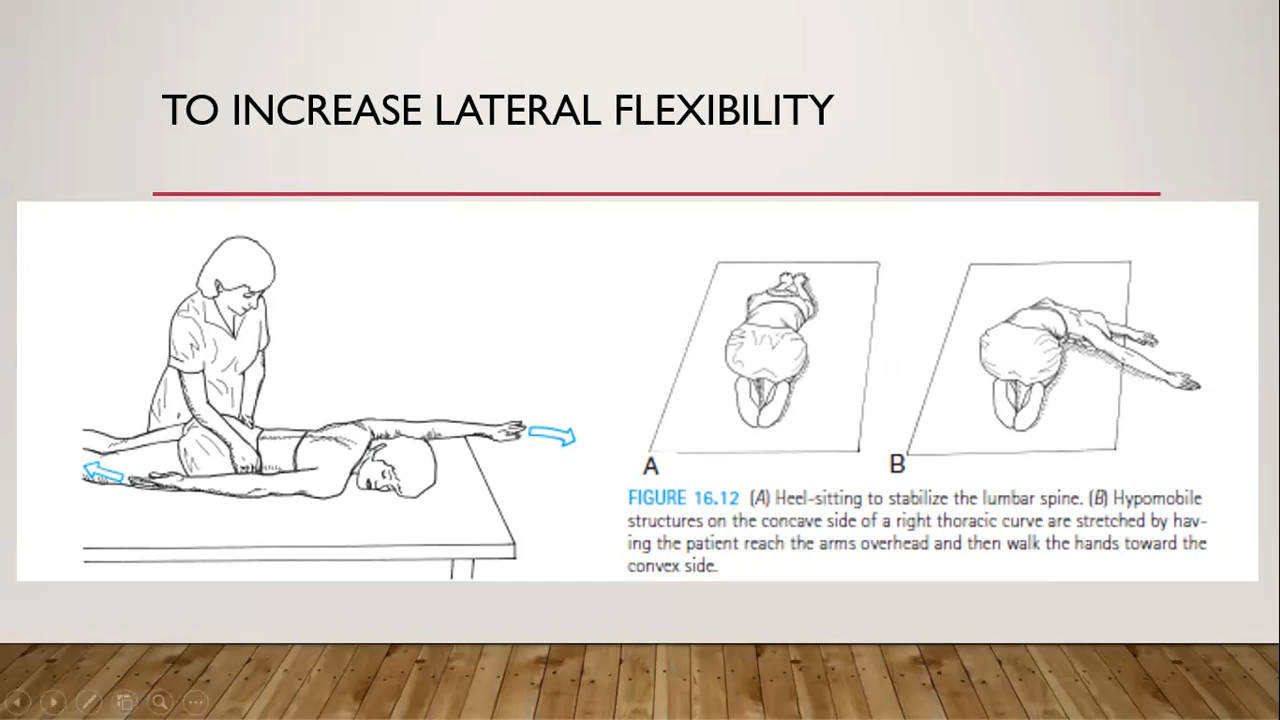 TO INCREASE LATERAL FLEXIBILITY
A
B
FIGURE 16.12 (A) Heel-sitting to stabilize the lumbar spine. (B) Hypomobile
structures on the concave side of a right thoracic curve are stretched by hav-
ing the patient reach the arms overhead and then walk the hands toward the
convex side.